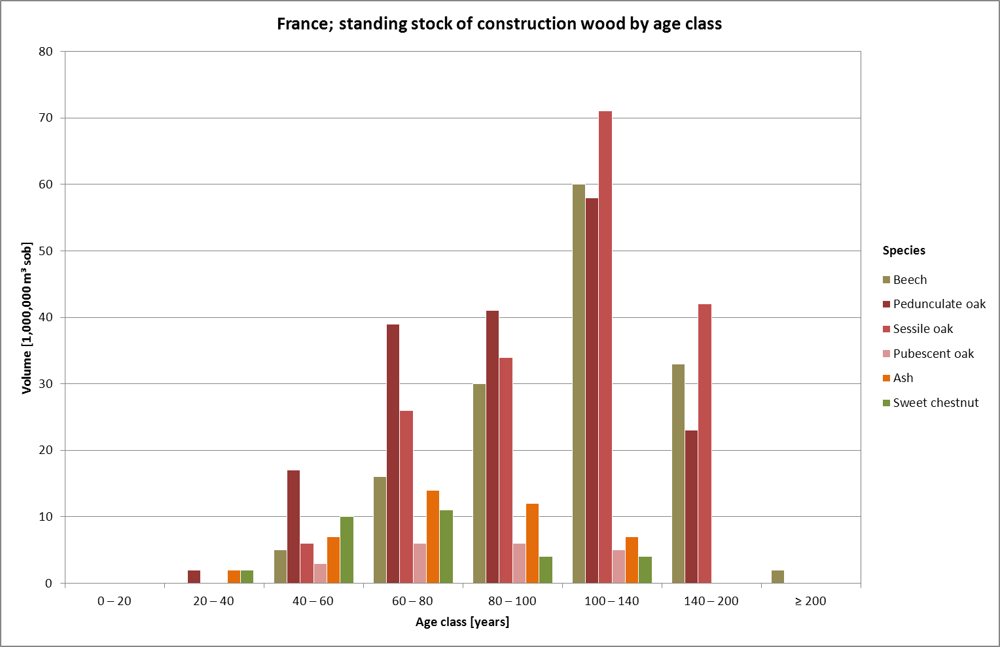 France; standing stock of construction wood by age class
80
70
60
50
40
30
20
10
0
Volume [1,000,000 m³ sob]
0 – 20
20 – 40
40 – 60
60 – 80
80 – 100
100 – 140
140 – 200
≥ 200
Age class [years]
Species
Beech
Pedunculate oak
Sessile oak
Pubescent oak
Ash
Sweet chestnut